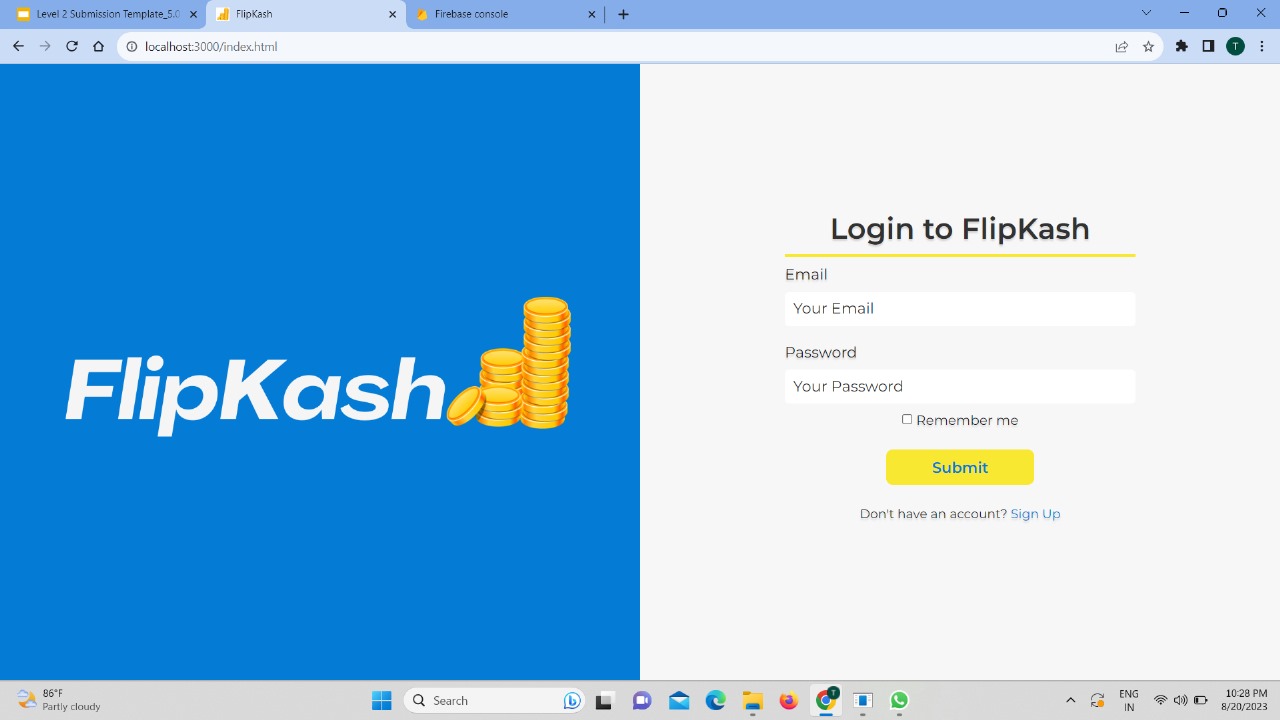 Level 2 Submission Template_5.0
FlipKash
Firebase console
localhost:3000/index.html
T
FlipKash
Login to FlipKash
Email
Your Email
Password
Your Password
Remember me
Submit
Don't have an account? Sign Up
86°F
Partly cloudy
Search
T
ENG
IN
10:28 PM
8/20/2023